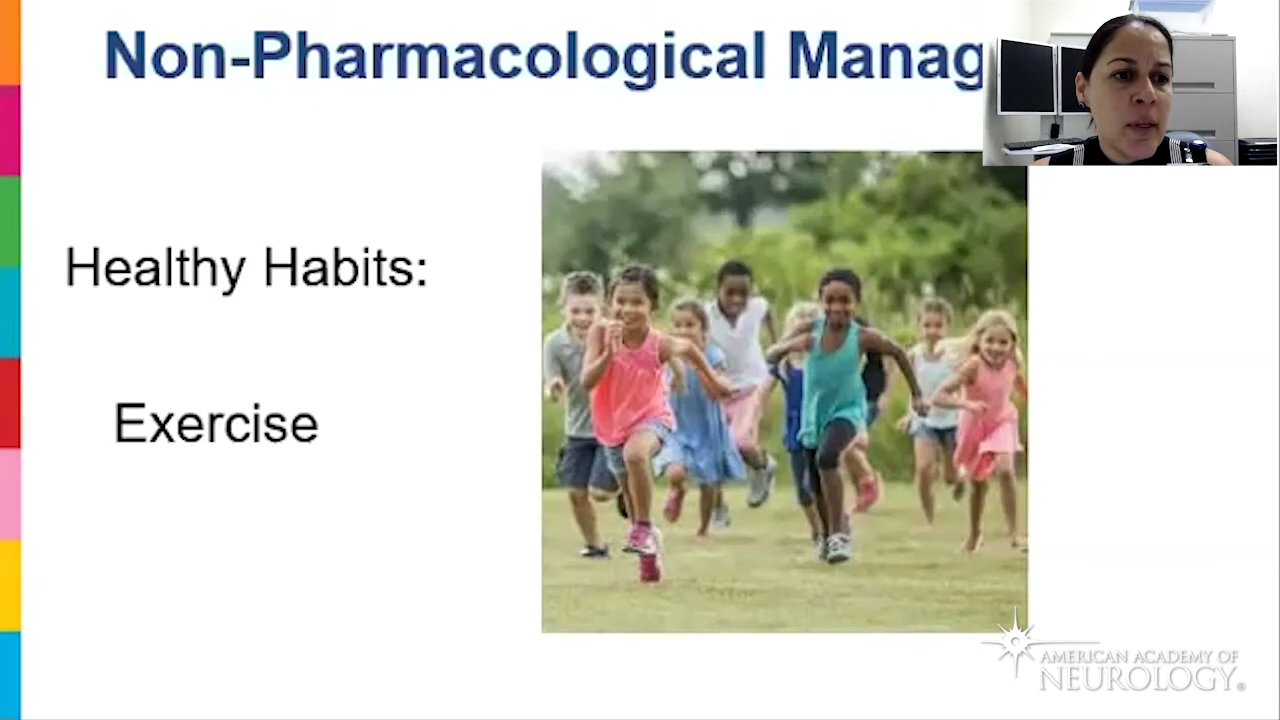 Non-Pharmacological Manag
Healthy Habits:
Exercise
AMERICAN ACADEMY OF
NEUROLOGY®